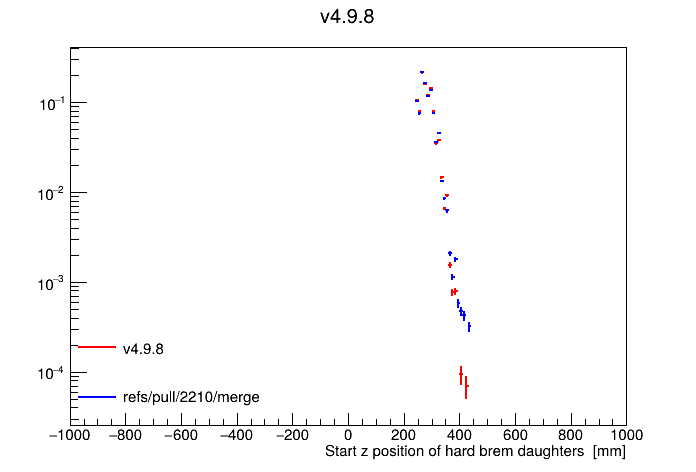 v4.9.8
10⁻¹
10⁻²
10⁻³
10⁻⁴
v4.9.8
refs/pull/2210/merge
−1000 −800 −600 −400 −200 0 200 400 600 800 1000
Start z position of hard brem daughters [mm]